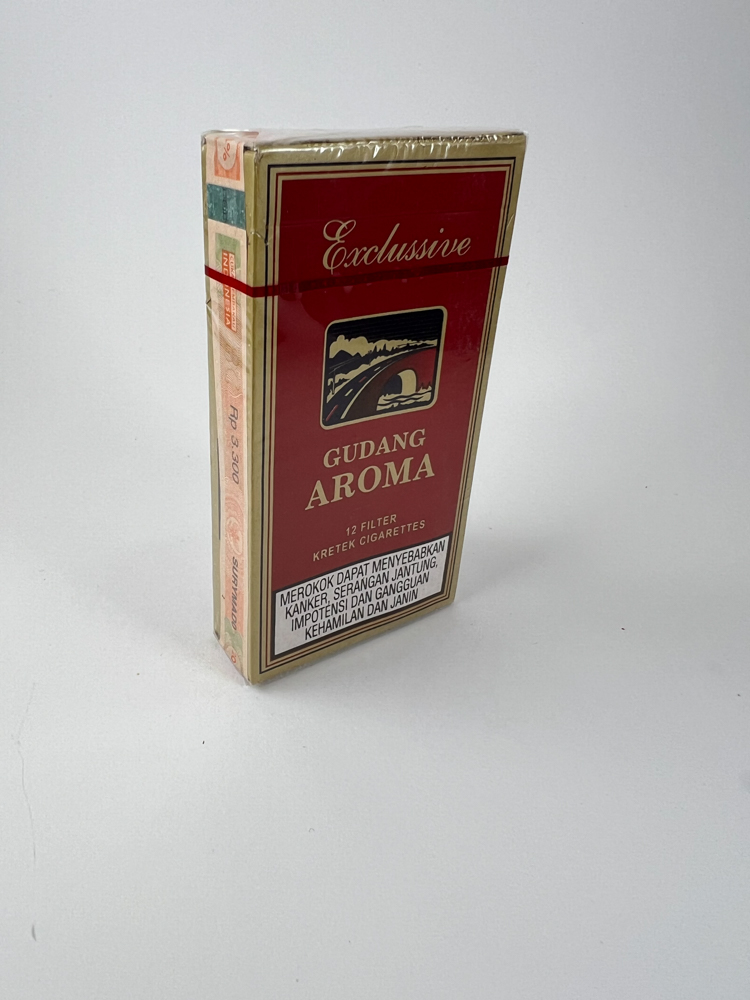 Exclussive
GUDANG
AROMA
12 FILTER
KRETEK CIGARETTES
MEROKOK DAPAT MENYEBABKAN
KANKER, SERANGAN JANTUNG,
IMPOTENSI DAN GANGGUAN
KEHAMILAN DAN JANIN
%
INDONESIA
Rp 3.300